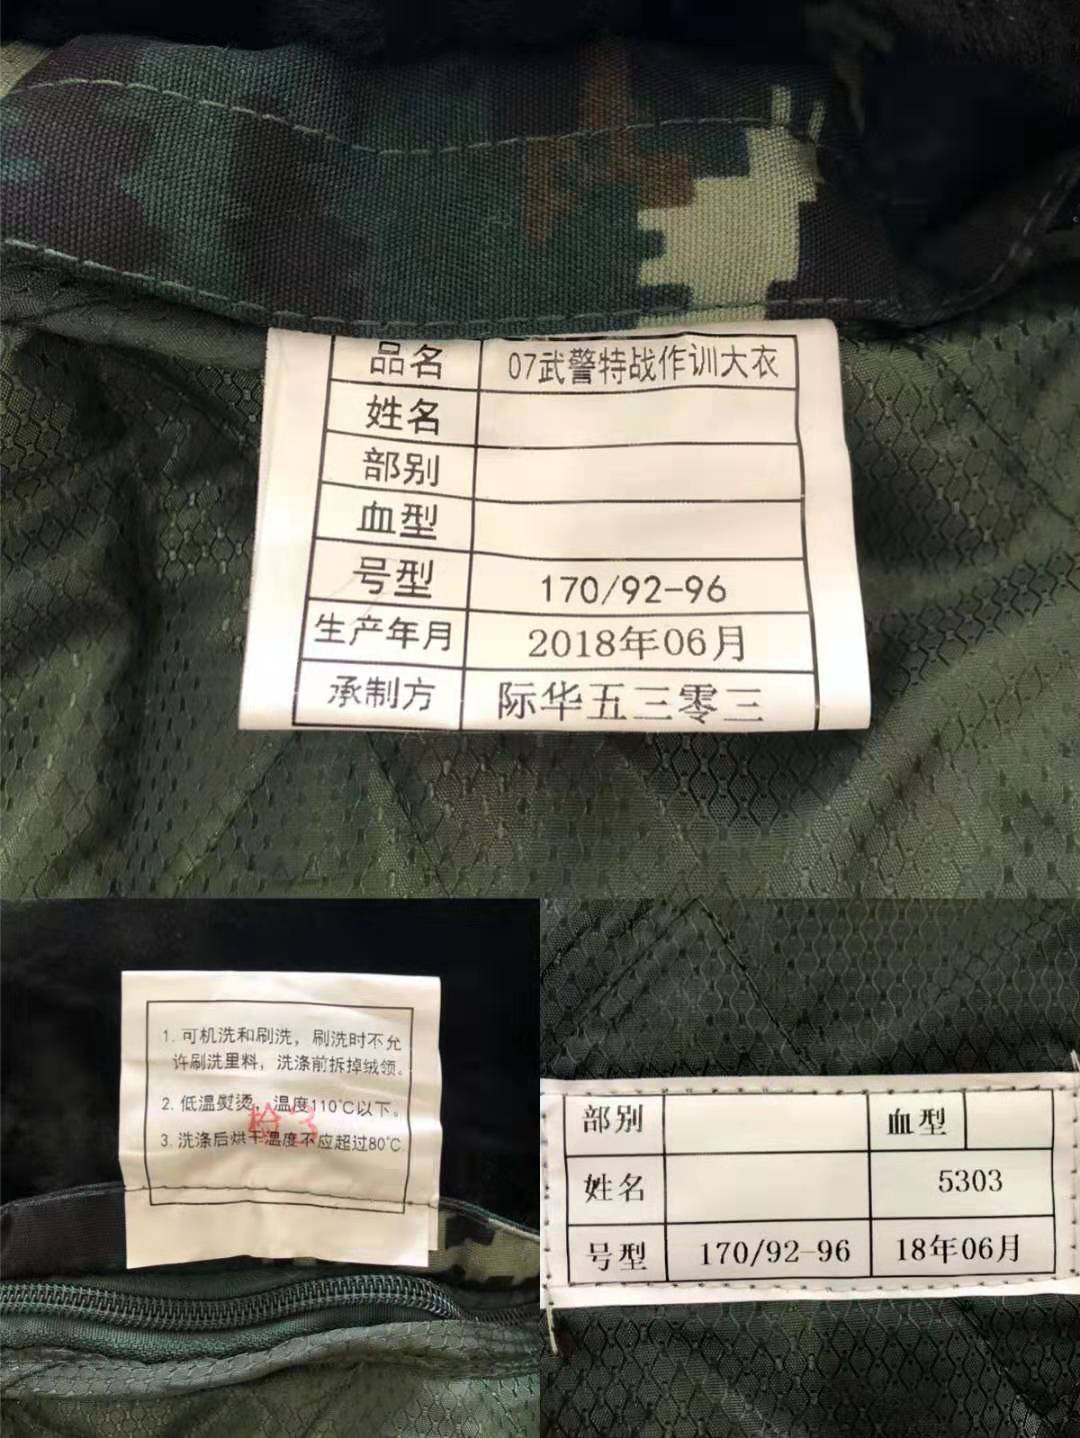 品名 07武警特战作训大衣
姓名
部别
血型
号型 170/92-96
生产年月 2018年06月
承制方 际华五三零三
1. 可机洗和刷洗，刷洗时不允
许刷洗里料，洗涤前拆掉绒领。
2. 低温熨烫，温度110℃以下。
3. 洗涤后烘干温度不应超过80℃
检3
部别 血型
姓名 5303
号型 170/92-96 18年06月